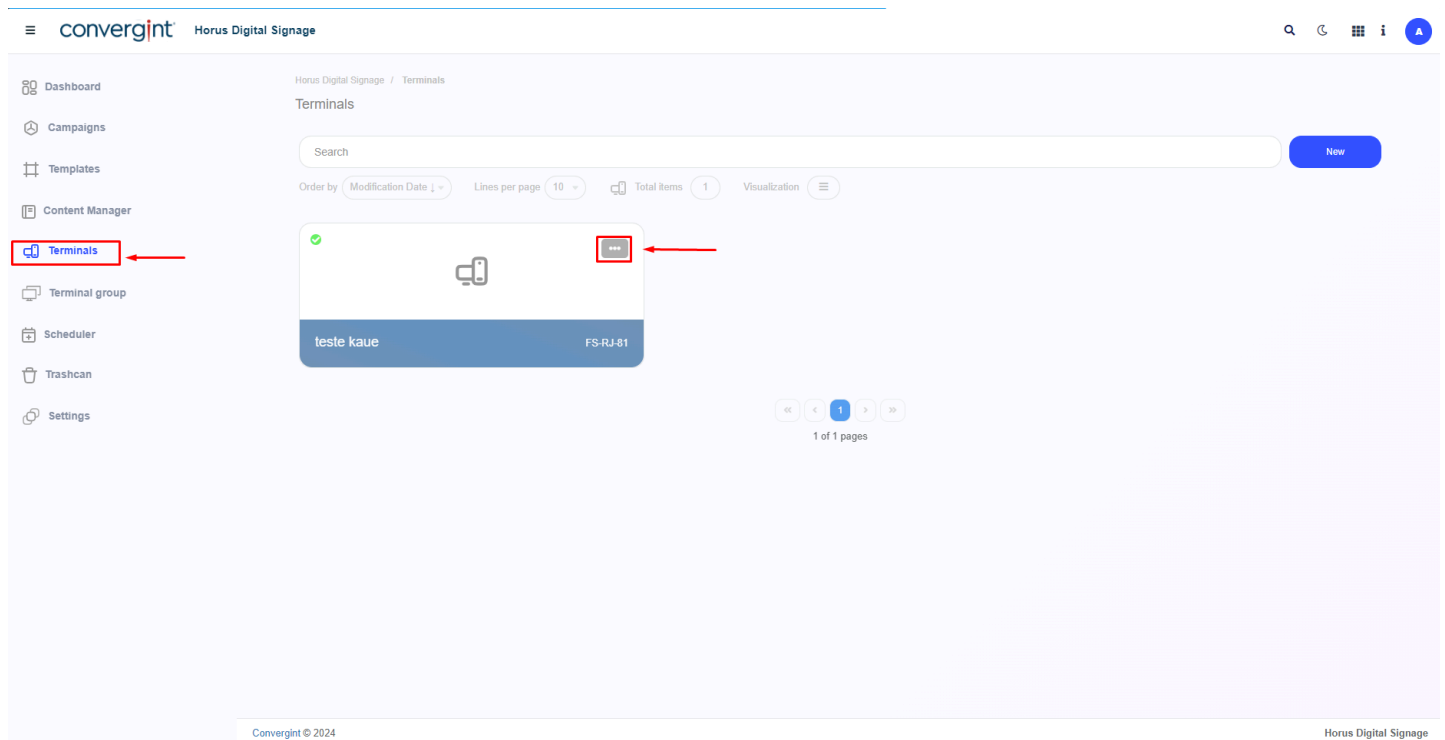 convergint Horus Digital Signage
A
Dashboard
Campaigns
Templates
Content Manager
Terminals
Terminal group
Scheduler
Trashcan
Settings
Horus Digital Signage / Terminals
Terminals
Search
New
Order by Modification Date ↓ Lines per page 10 Total items 1 Visualization
teste kaue FS-RJ-81
« ‹ 1 › »
1 of 1 pages
Convergint © 2024 Horus Digital Signage